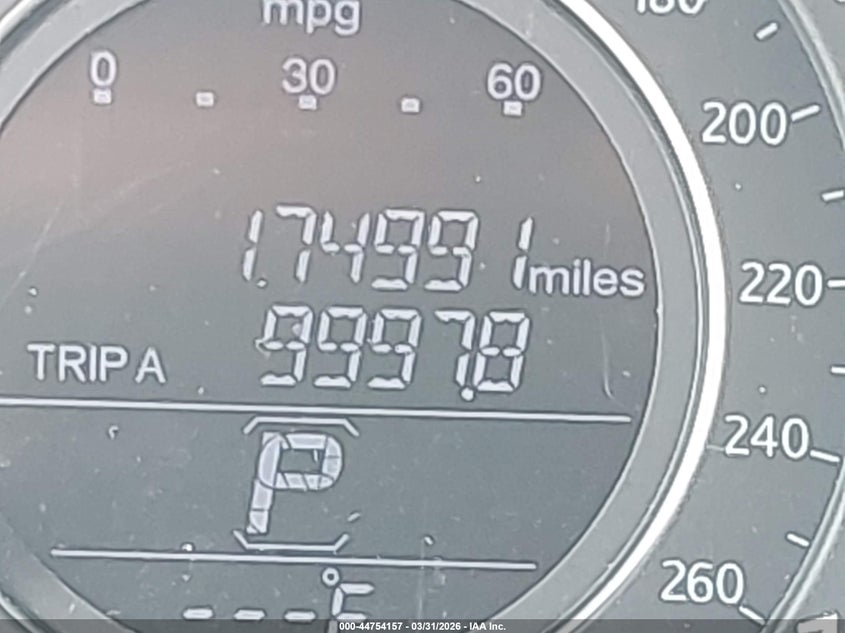 mpg
0 30 60
180
200
174991 miles
220
TRIP A 9997.8
240
P
260
---°F
000-44754157 - 03/31/2026 - IAA Inc.